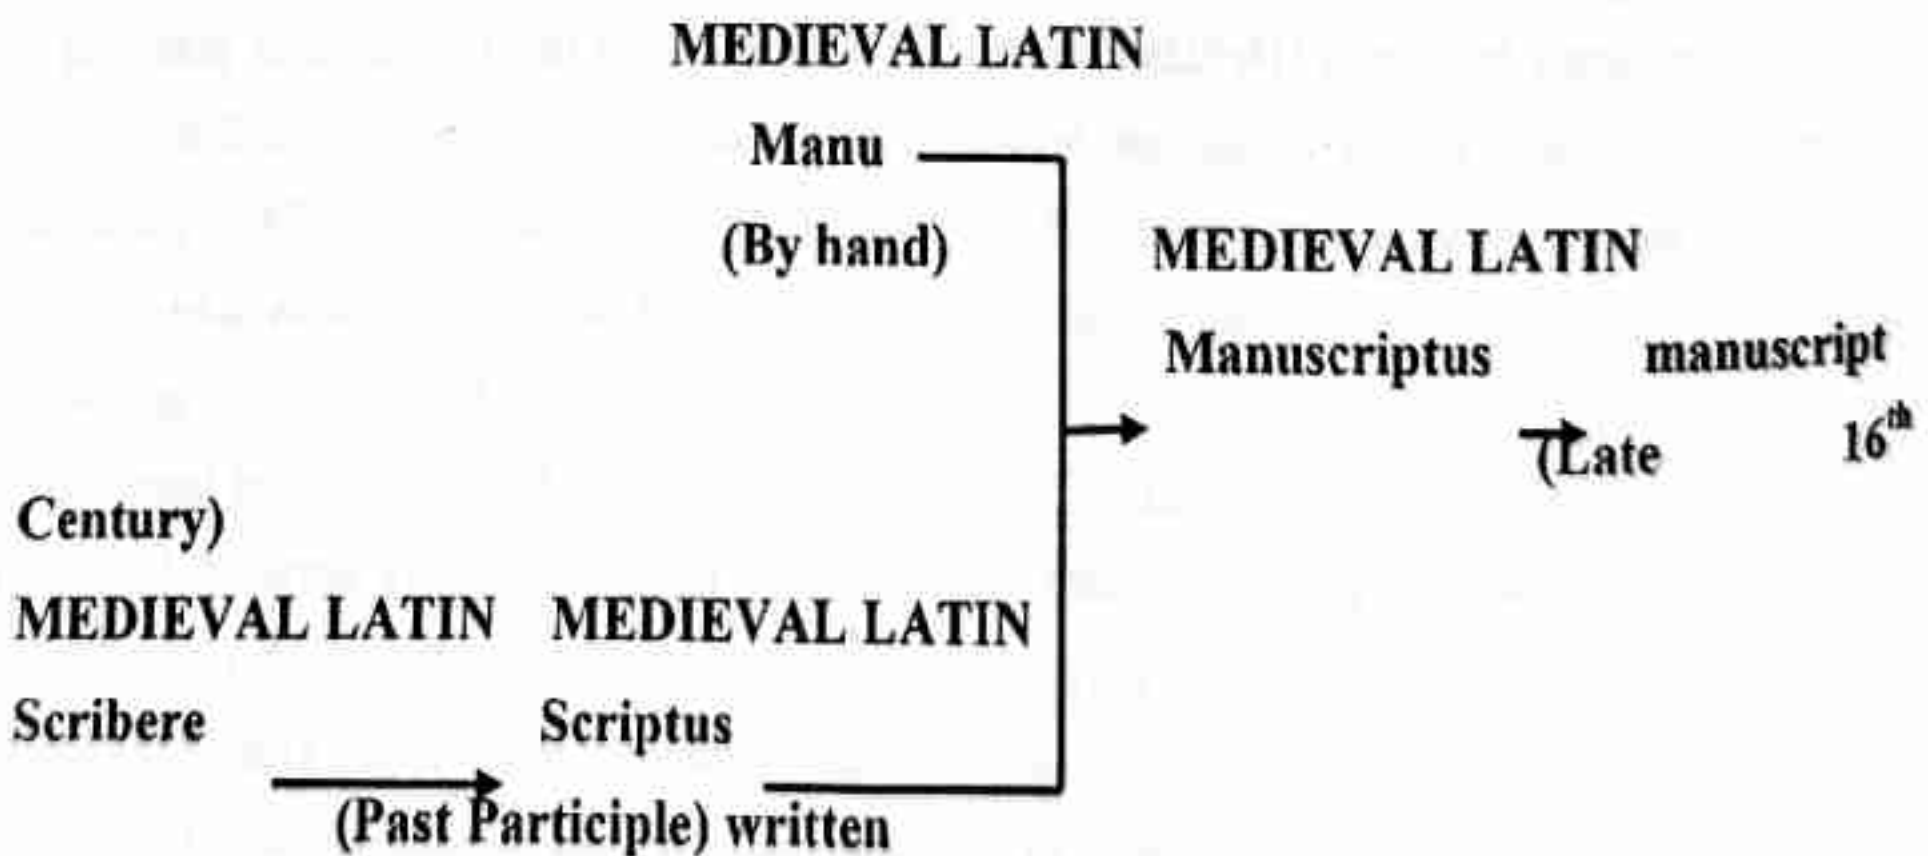 MEDIEVAL LATIN
Manu
(By hand)
MEDIEVAL LATIN
Manuscriptus manuscript
(Late 16th
Century)
MEDIEVAL LATIN MEDIEVAL LATIN
Scribere Scriptus
(Past Participle) written